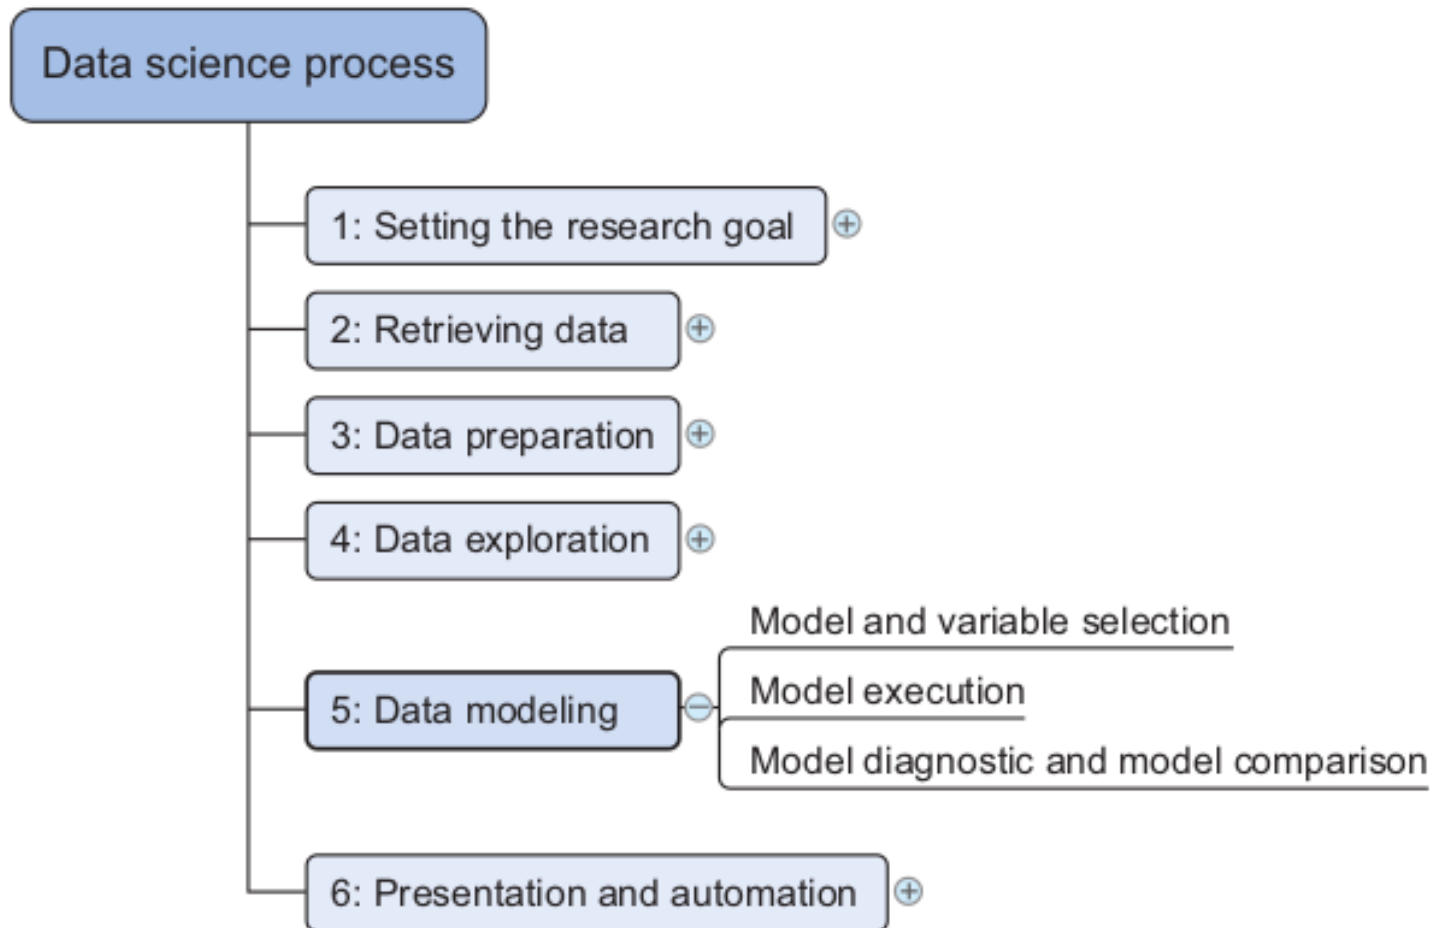 Data science process
1: Setting the research goal
2: Retrieving data
3: Data preparation
4: Data exploration
5: Data modeling
Model and variable selection
Model execution
Model diagnostic and model comparison
6: Presentation and automation